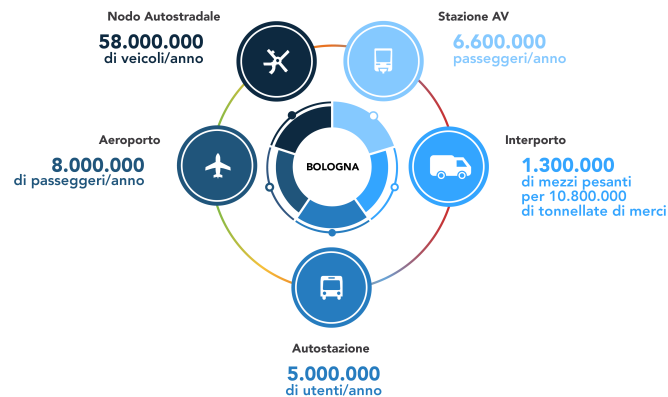 Nodo Autostradale
58.000.000
di veicoli/anno
Stazione AV
6.600.000
passeggeri/anno
Aeroporto
8.000.000
di passeggeri/anno
BOLOGNA
Interporto
1.300.000
di mezzi pesanti
per 10.800.000
di tonnellate di merci
Autostazione
5.000.000
di utenti/anno